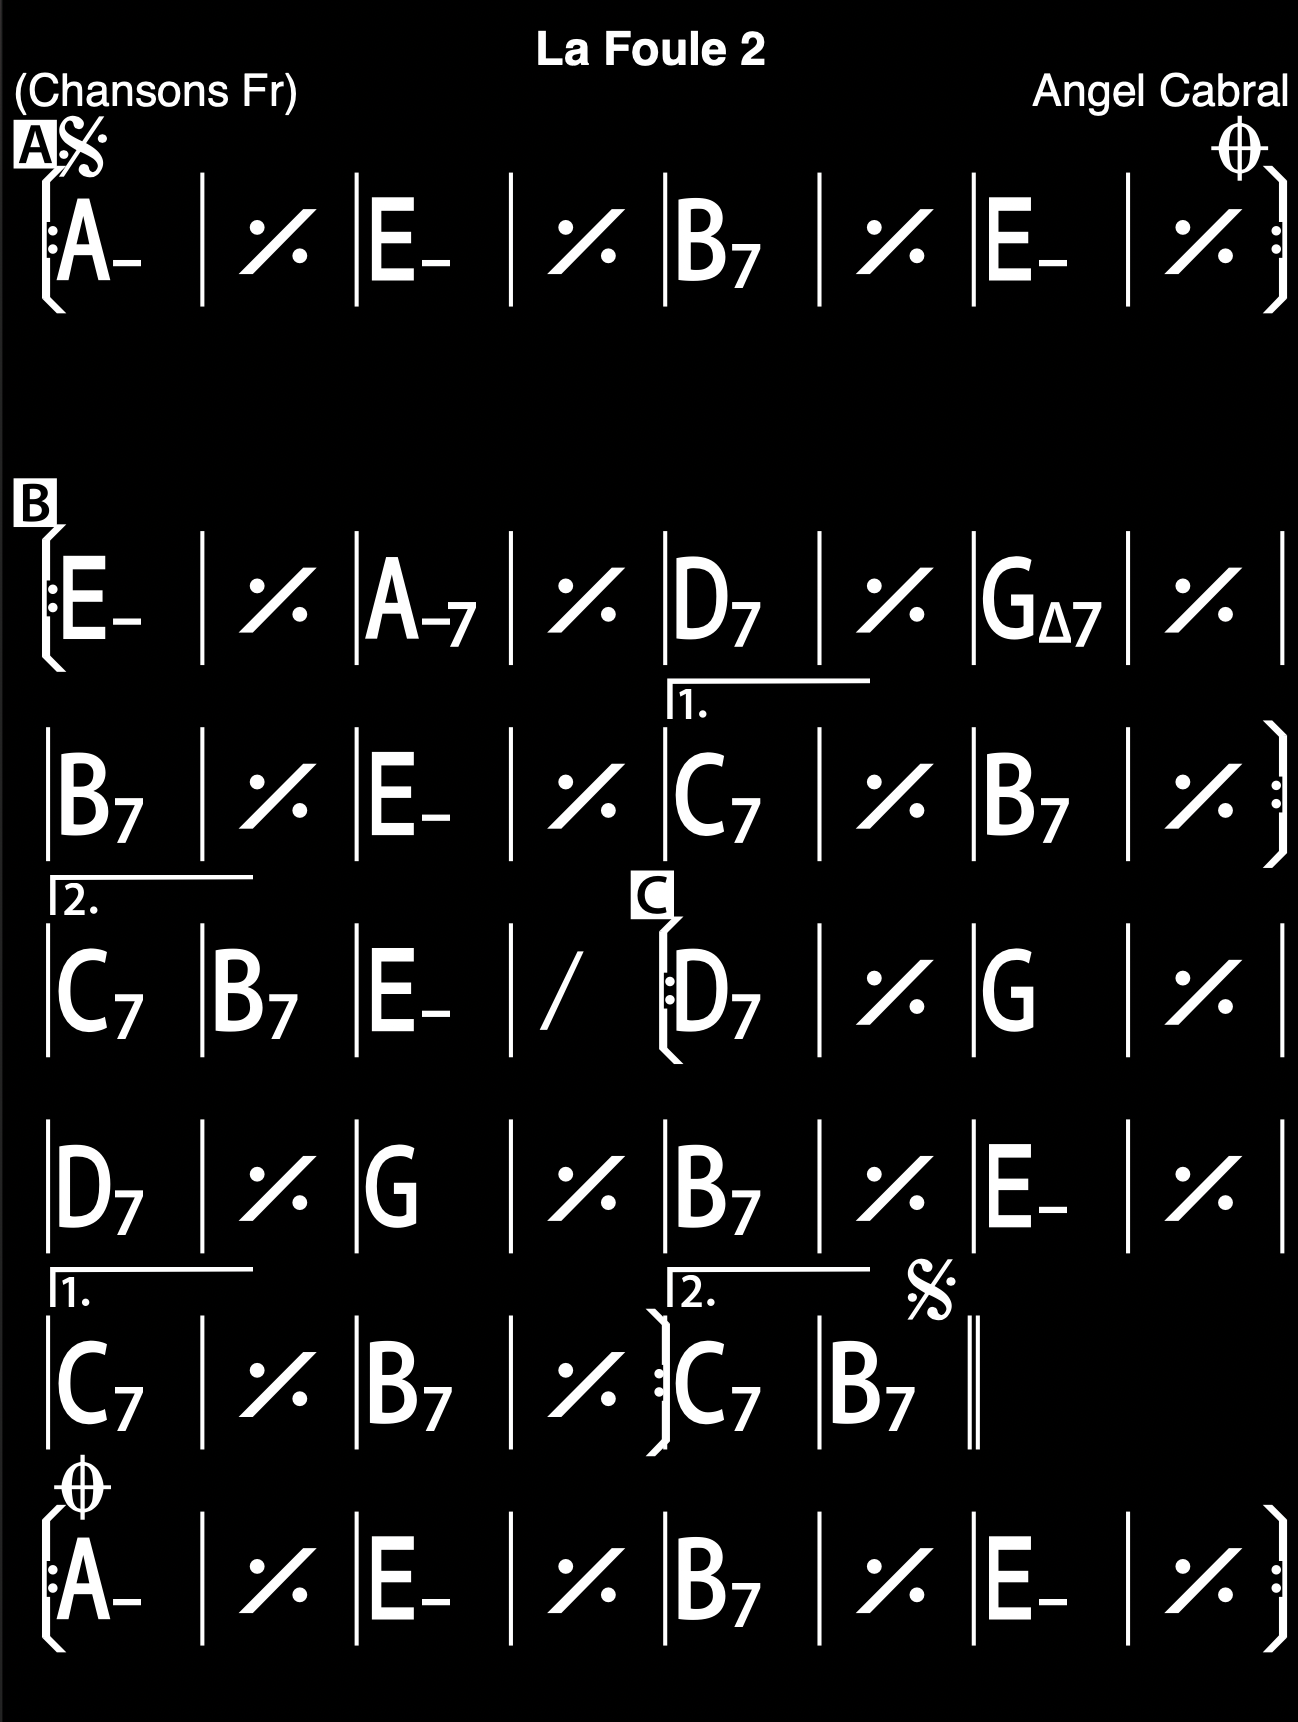 La Foule 2
(Chansons Fr) Angel Cabral
A 𝄋 𝄌
𝄆 A– | 𝄎 | E– | 𝄎 | B7 | 𝄎 | E– | 𝄎 𝄇
B
𝄆 E– | 𝄎 | A–7 | 𝄎 | D7 | 𝄎 | GΔ7 | 𝄎 |
1.
| B7 | 𝄎 | E– | 𝄎 | C7 | 𝄎 | B7 | 𝄎 𝄇
2. C
| C7 | B7 | E– | / 𝄆 D7 | 𝄎 | G | 𝄎 |
| D7 | 𝄎 | G | 𝄎 | B7 | 𝄎 | E– | 𝄎 |
1. 2. 𝄋
| C7 | 𝄎 | B7 | 𝄎 𝄇 C7 | B7 ||
𝄌
𝄆 A– | 𝄎 | E– | 𝄎 | B7 | 𝄎 | E– | 𝄎 𝄇